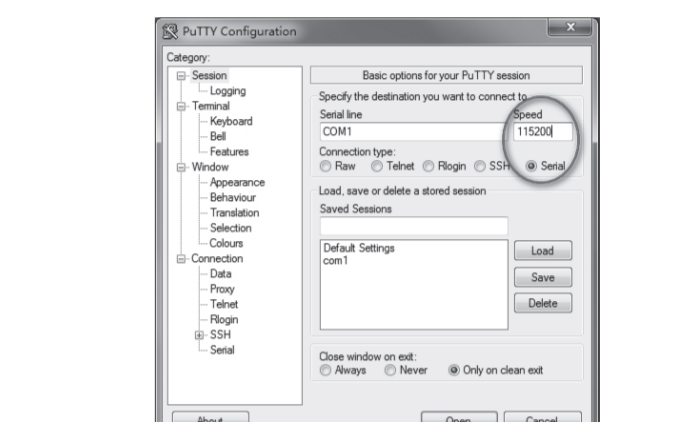 PuTTY Configuration
Category:
Session
Logging
Terminal
Keyboard
Bell
Features
Window
Appearance
Behaviour
Translation
Selection
Colours
Connection
Data
Proxy
Telnet
Rlogin
SSH
Serial
Basic options for your PuTTY session
Specify the destination you want to connect to
Serial line
Speed
COM1
115200
Connection type:
Raw Telnet Rlogin SSH Serial
Load, save or delete a stored session
Saved Sessions
Default Settings
com1
Load
Save
Delete
Close window on exit:
Always Never Only on clean exit
About
Open
Cancel